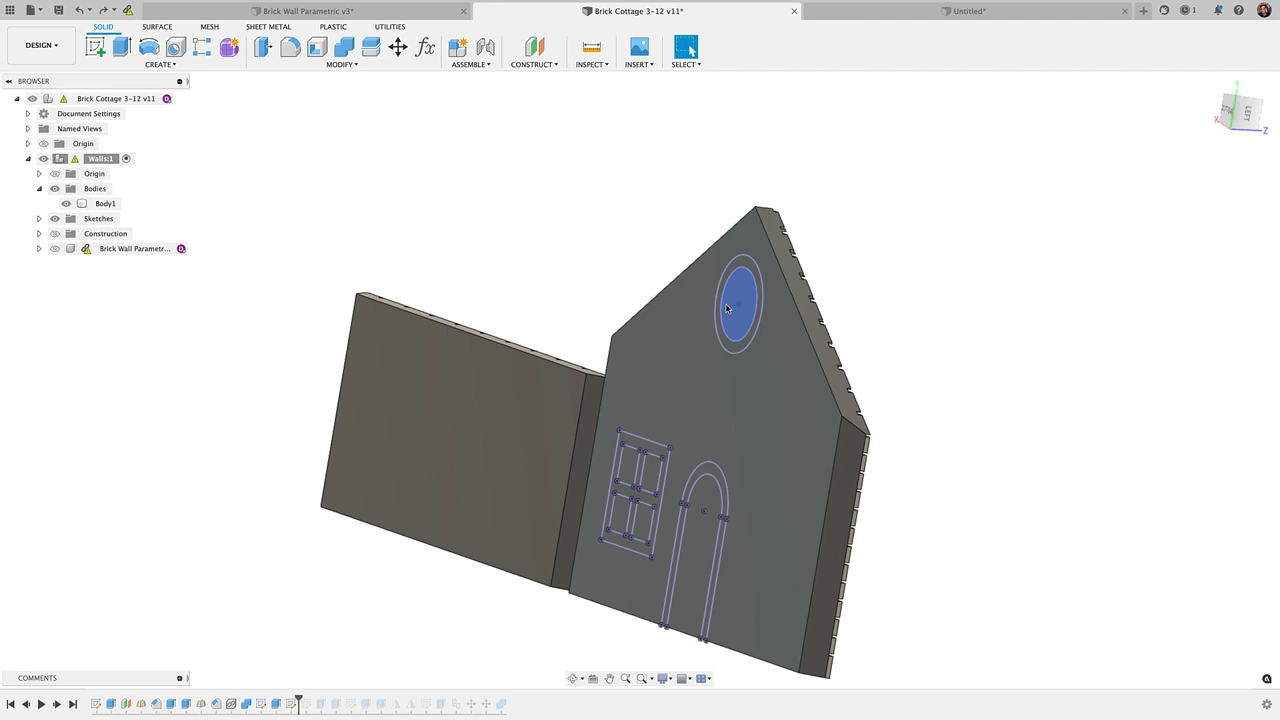 Brick Wall Parametric v3*
Brick Cottage 3-12 v11*
Untitled*
1
DESIGN
SOLID
SURFACE
MESH
SHEET METAL
PLASTIC
UTILITIES
CREATE
MODIFY
ASSEMBLE
CONSTRUCT
INSPECT
INSERT
SELECT
BROWSER
Brick Cottage 3-12 v11
Document Settings
Named Views
Origin
Walls:1
Origin
Bodies
Body1
Sketches
Construction
Brick Wall Parametr...
Y
X
Z
LEFT
COMMENTS